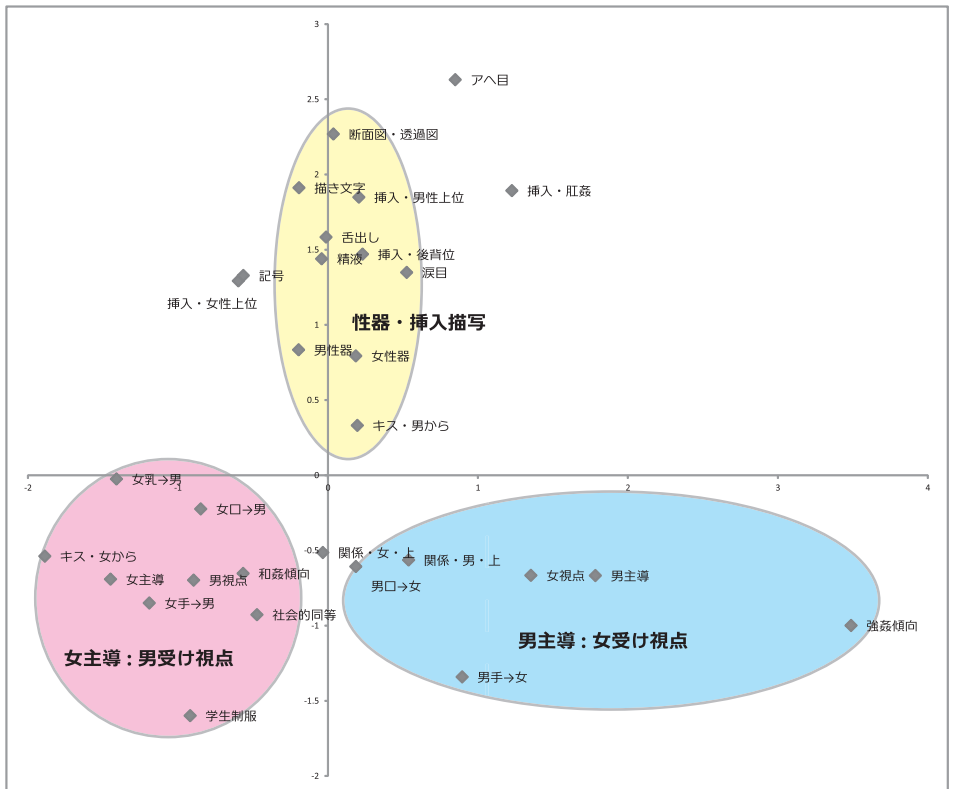 3
アヘ目
2.5
断面図・透過図
2
描き文字
挿入・男性上位
挿入・肛姦
舌出し
1.5
挿入・後背位
精液
涙目
記号
挿入・女性上位
性器・挿入描写
1
男性器
女性器
0.5
キス・男から
0
-2
-1
0
1
2
3
4
女乳→男
女口→男
-0.5
キス・女から
関係・女・上
関係・男・上
女主導
男視点
和姦傾向
男口→女
女視点
男主導
女手→男
社会的同等
-1
強姦傾向
女主導：男受け視点
男主導：女受け視点
男手→女
-1.5
学生制服
-2